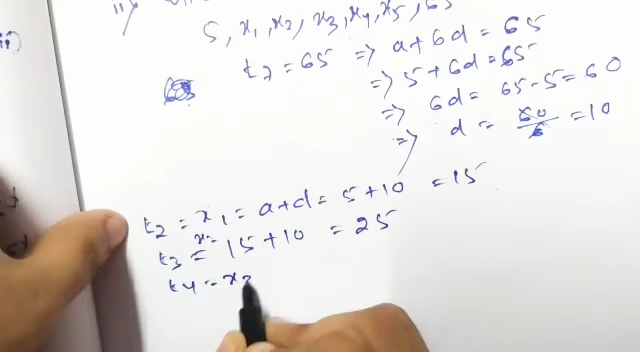 5, x₁, x₂, x₃, x₄, x₅, 65
t₇ = 65 => a+6d = 65
=> 5+6d = 65
=> 6d = 65-5 = 60
=> d = 60/6 = 10
t₂ = x₁ = a+d = 5+10 = 15
t₃ = x₂ = 15+10 = 25
t₄ = x₃